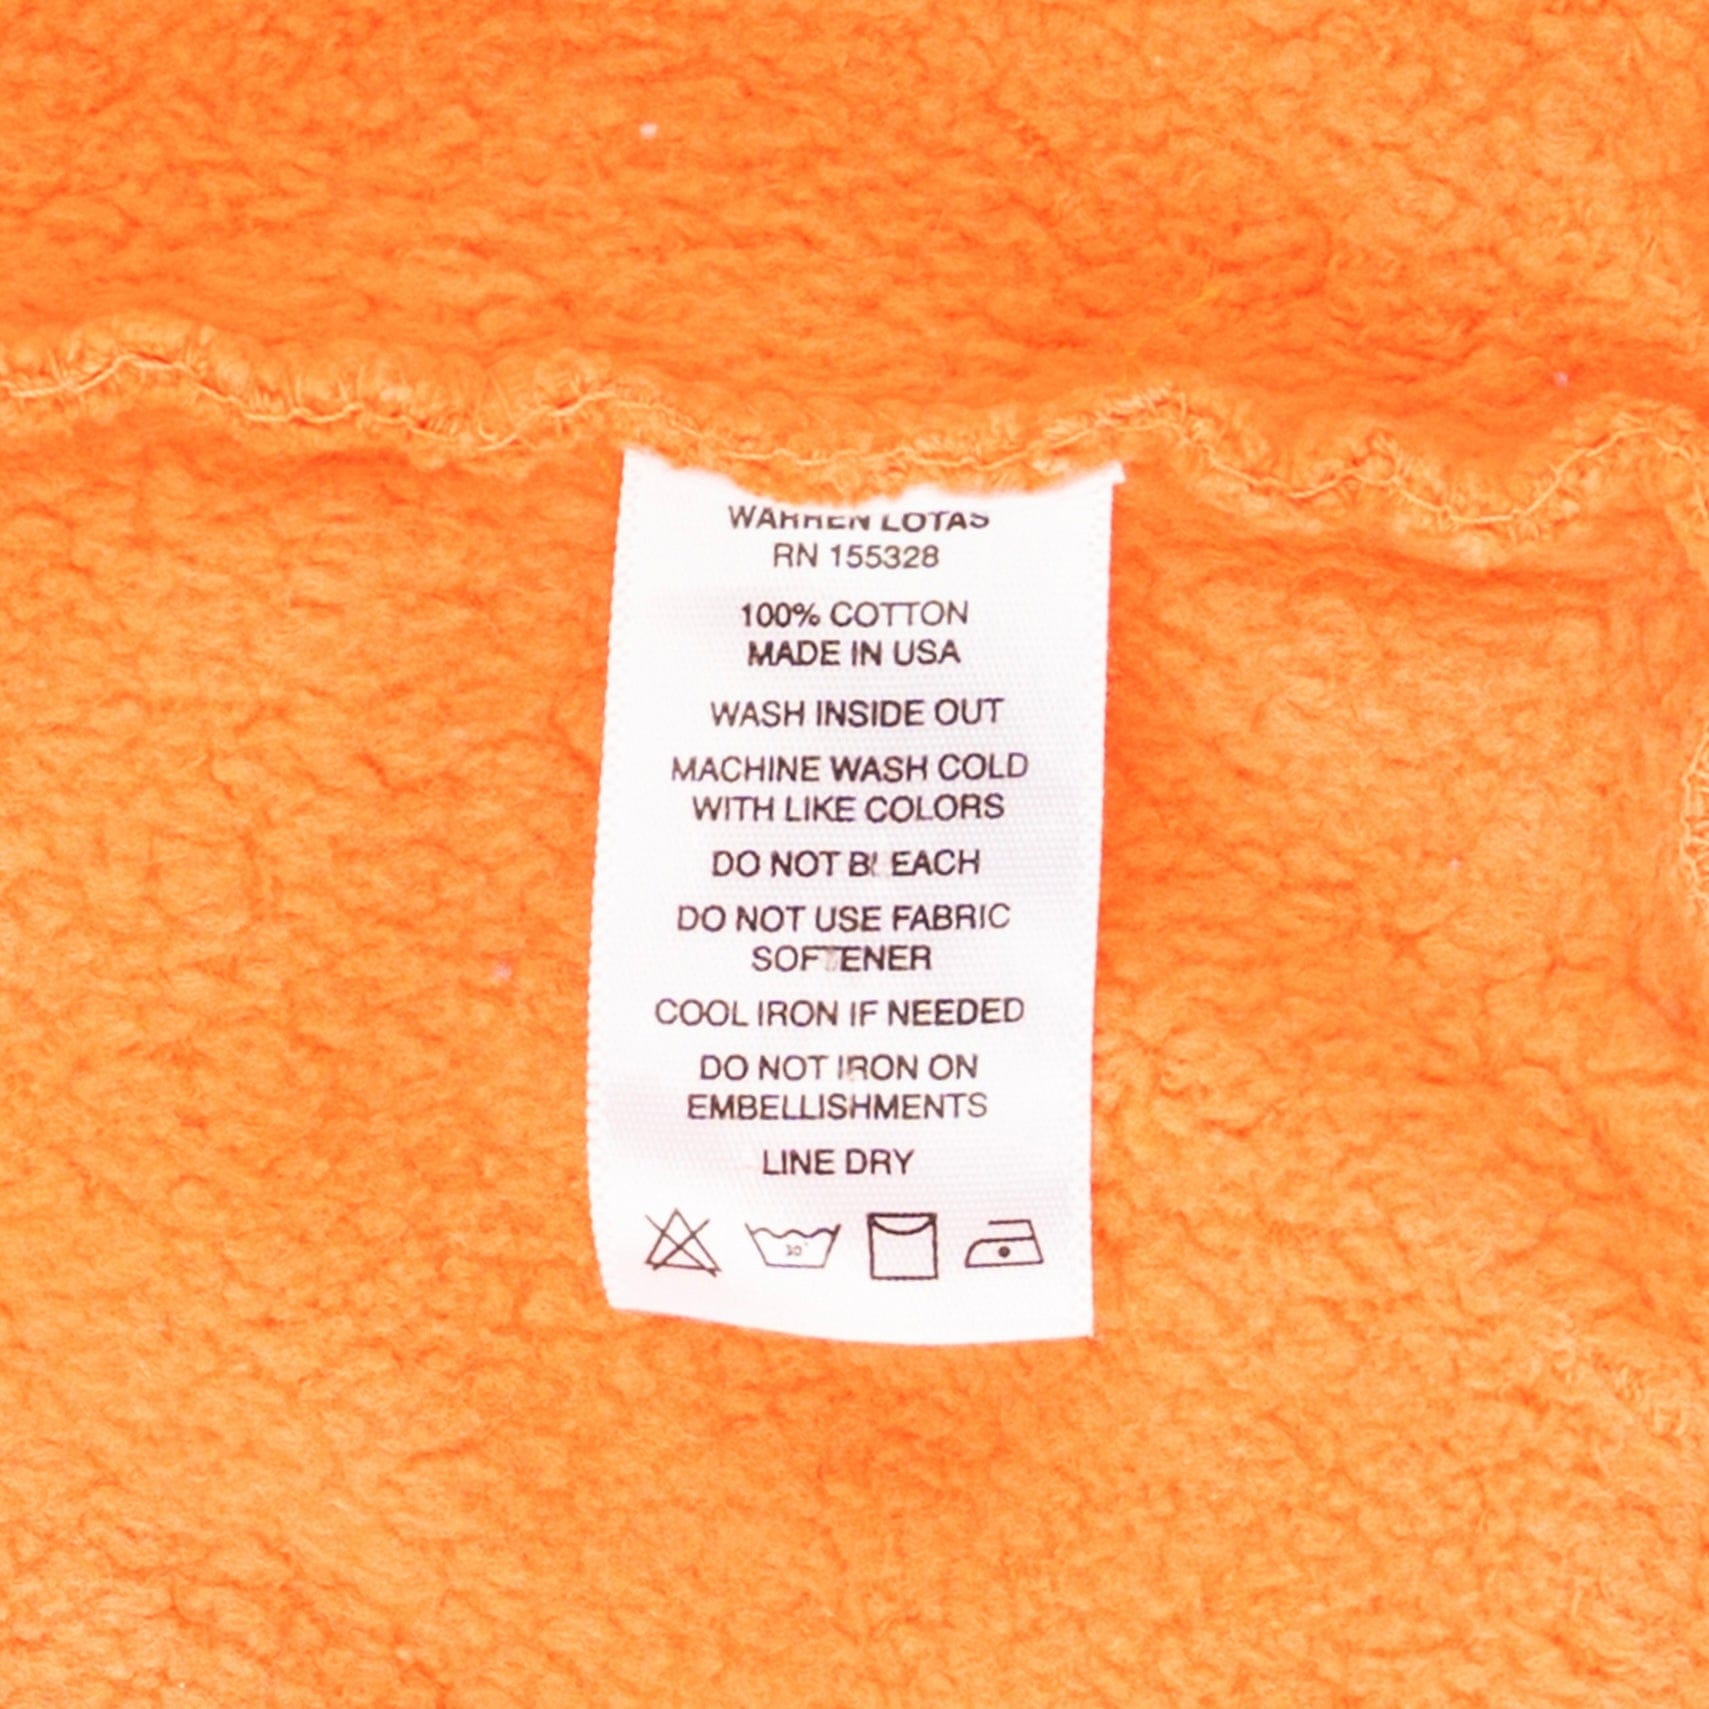 WARREN LOTAS
RN 155328
100% COTTON
MADE IN USA
WASH INSIDE OUT
MACHINE WASH COLD
WITH LIKE COLORS
DO NOT BLEACH
DO NOT USE FABRIC
SOFTENER
COOL IRON IF NEEDED
DO NOT IRON ON
EMBELLISHMENTS
LINE DRY
30°